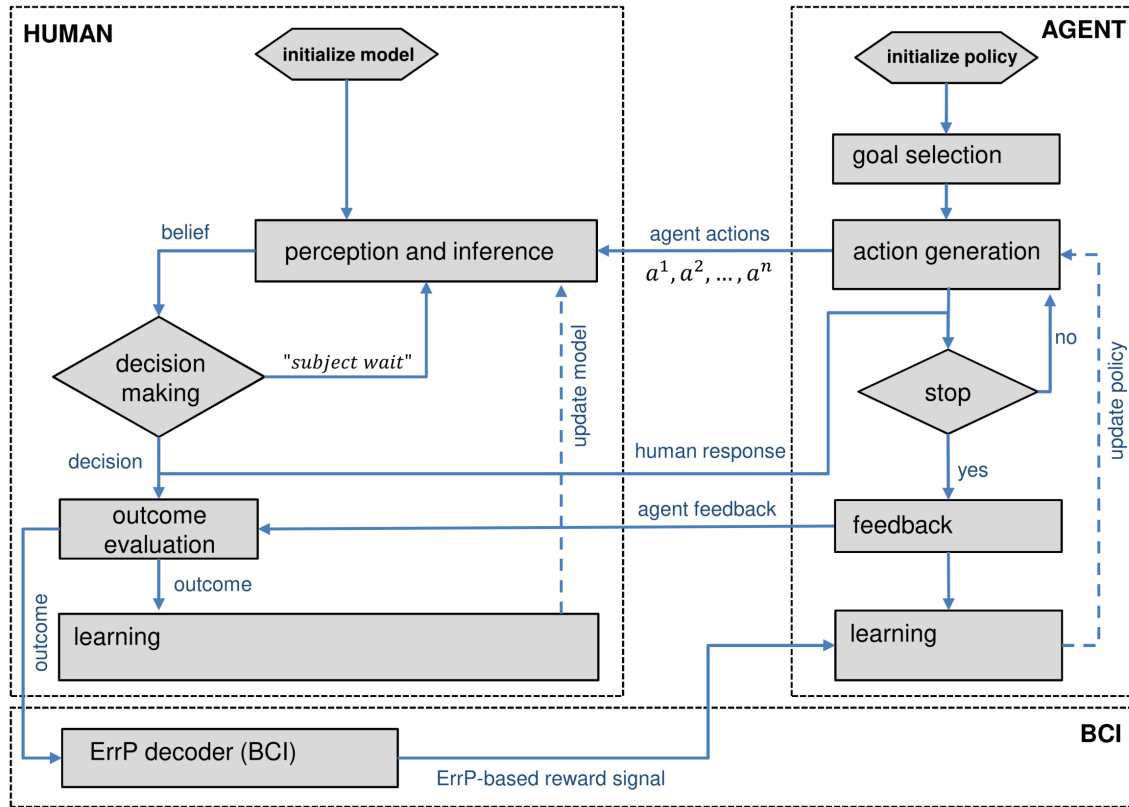 HUMAN
AGENT
initialize model
initialize policy
goal selection
belief
perception and inference
agent actions
a¹, a², …, aⁿ
action generation
decision
making
"subject wait"
update model
no
stop
update policy
decision
human response
yes
outcome
evaluation
agent feedback
feedback
outcome
outcome
learning
learning
BCI
ErrP decoder (BCI)
ErrP-based reward signal